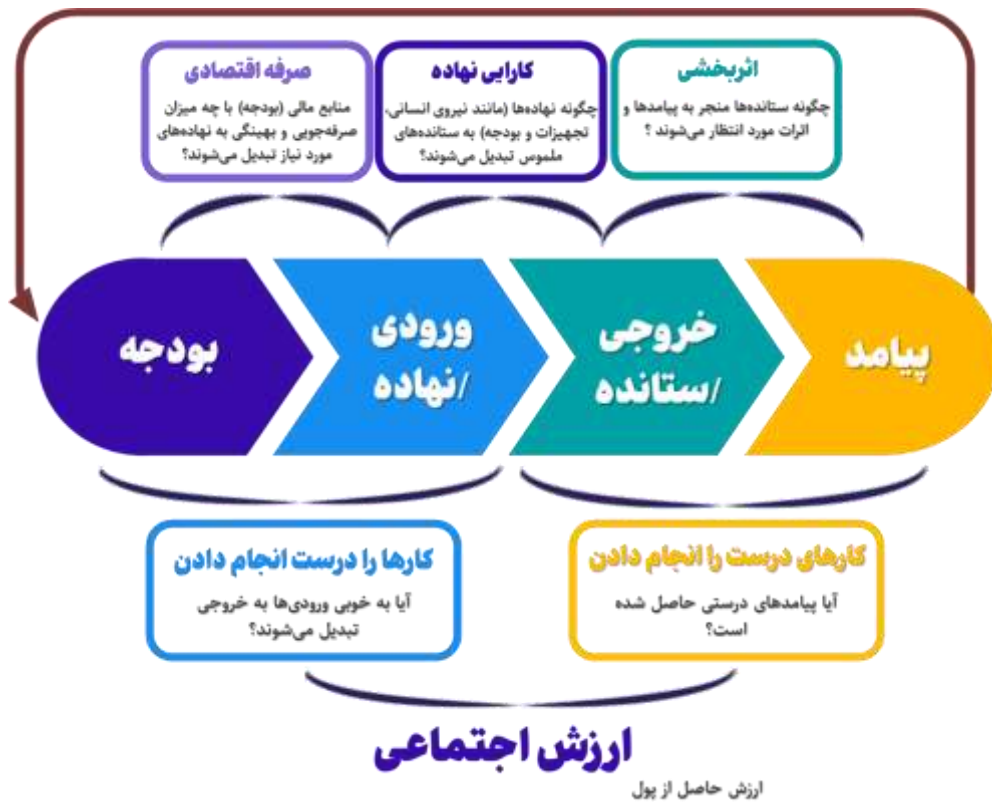 صرفه اقتصادی
منابع مالی (بودجه) با چه میزان
صرفه‌جویی و بهینگی به نهاده‌های
مورد نیاز تبدیل می‌شوند؟
کارایی نهاده
چگونه نهاده‌ها (مانند نیروی انسانی،
تجهیزات و بودجه) به ستانده‌های
ملموس تبدیل می‌شوند؟
اثربخشی
چگونه ستانده‌ها منجر به پیامدها و
اثرات مورد انتظار می‌شوند ؟
بودجه
ورودی
/نهاده
خروجی
/ستانده
پیامد
کارها را درست انجام دادن
آیا به خوبی ورودی‌ها به خروجی
تبدیل می‌شوند؟
کارهای درست را انجام دادن
آیا پیامدهای درستی حاصل شده
است؟
ارزش اجتماعی
ارزش حاصل از پول